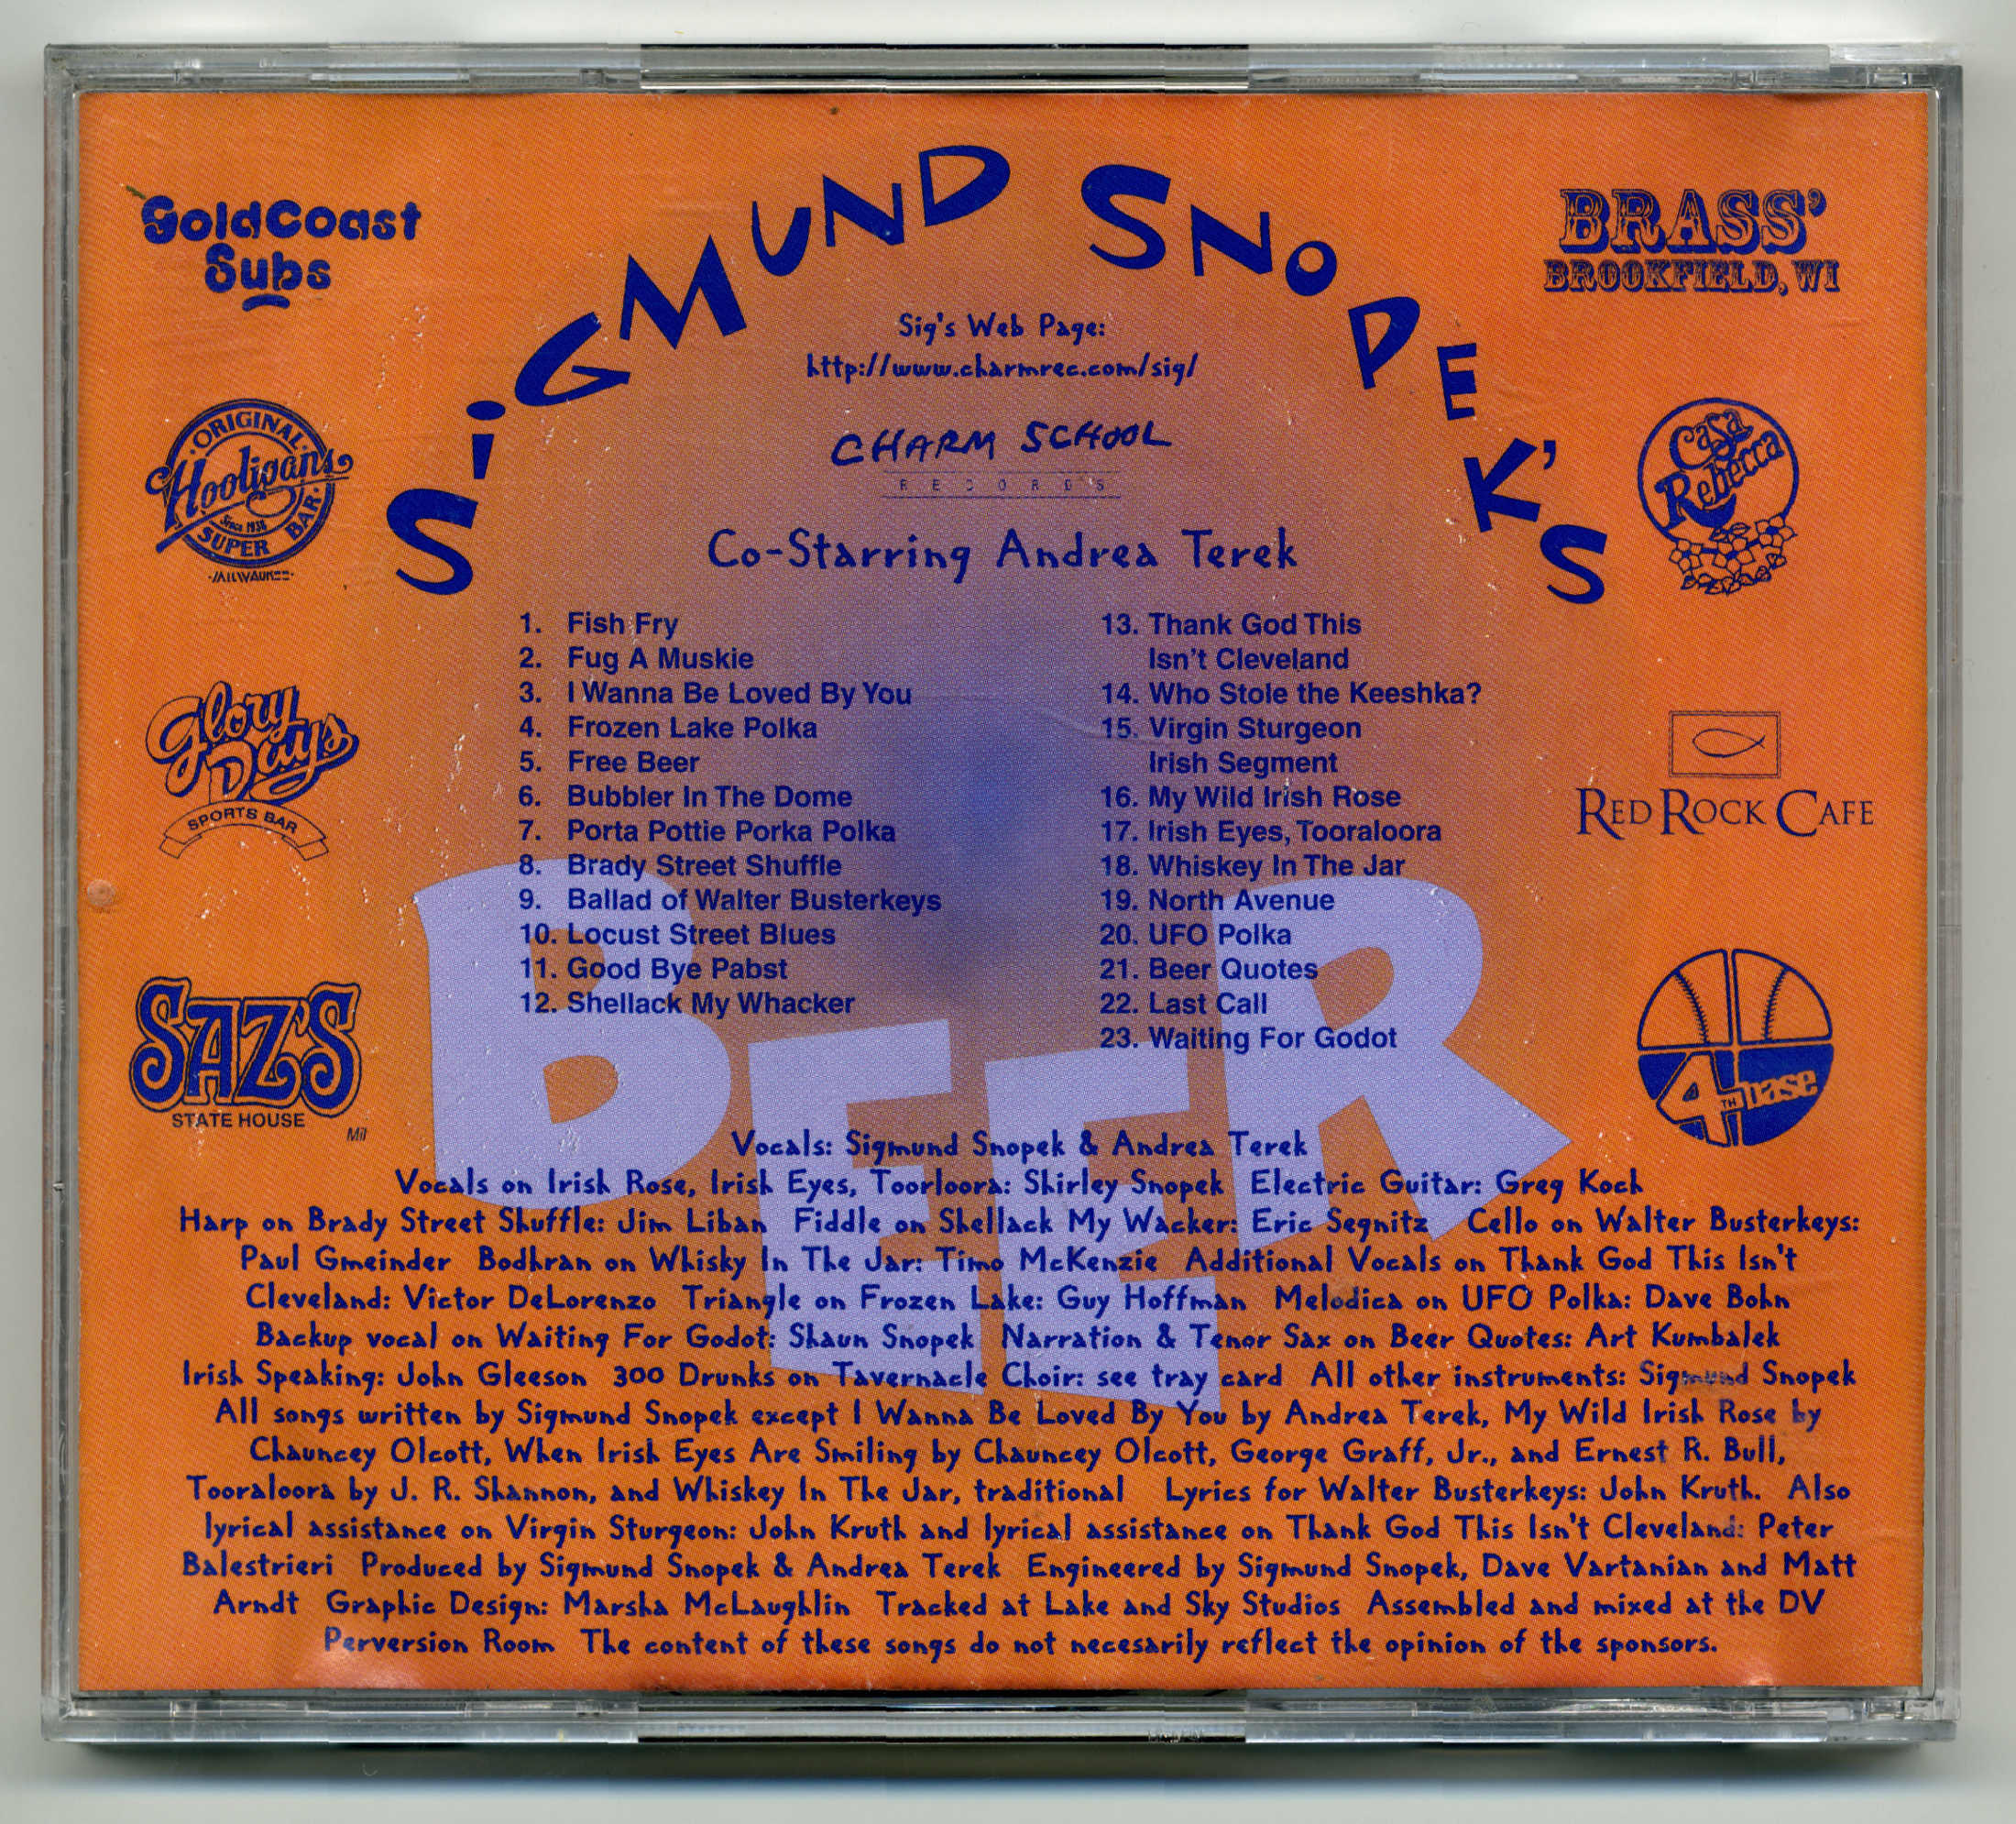 SIGMUND SNOPEK'S
GoldCoast
Subs
BRASS'
BROOKFIELD, WI
Sig's Web Page:
http://www.charmrec.com/sig/
CHARM SCHOOL
RECORDS
·ORIGINAL·
Hooligans
Since 1936
SUPER BAR·
Casa
Rebecca
Co-Starring Andrea Terek
1. Fish Fry
2. Fug A Muskie
3. I Wanna Be Loved By You
4. Frozen Lake Polka
5. Free Beer
6. Bubbler In The Dome
7. Porta Pottie Porka Polka
8. Brady Street Shuffle
9. Ballad of Walter Busterkeys
10. Locust Street Blues
11. Good Bye Pabst
12. Shellack My Whacker
13. Thank God This
Isn't Cleveland
14. Who Stole the Keeshka?
15. Virgin Sturgeon
Irish Segment
16. My Wild Irish Rose
17. Irish Eyes, Tooraloora
18. Whiskey In The Jar
19. North Avenue
20. UFO Polka
21. Beer Quotes
22. Last Call
23. Waiting For Godot
Glory
Days
SPORTS BAR
RED ROCK CAFE
SAZ'S
STATE HOUSE
Mil
4TH base
BEER
Vocals: Sigmund Snopek & Andrea Terek
Vocals on Irish Rose, Irish Eyes, Toorloora: Shirley Snopek Electric Guitar: Greg Koch
Harp on Brady Street Shuffle: Jim Liban Fiddle on Shellack My Wacker: Eric Segnitz Cello on Walter Busterkeys:
Paul Gmeinder Bodhran on Whisky In The Jar: Timo McKenzie Additional Vocals on Thank God This Isn't
Cleveland: Victor DeLorenzo Triangle on Frozen Lake: Guy Hoffman Melodica on UFO Polka: Dave Bohn
Backup vocal on Waiting For Godot: Shaun Snopek Narration & Tenor Sax on Beer Quotes: Art Kumbalek
Irish Speaking: John Gleeson 300 Drunks on Tavernacle Choir: see tray card All other instruments: Sigmund Snopek
All songs written by Sigmund Snopek except I Wanna Be Loved By You by Andrea Terek, My Wild Irish Rose by
Chauncey Olcott, When Irish Eyes Are Smiling by Chauncey Olcott, George Graff, Jr., and Ernest R. Bull,
Tooraloora by J. R. Shannon, and Whiskey In The Jar, traditional Lyrics for Walter Busterkeys: John Kruth. Also
lyrical assistance on Virgin Sturgeon: John Kruth and lyrical assistance on Thank God This Isn't Cleveland: Peter
Balestrieri Produced by Sigmund Snopek & Andrea Terek Engineered by Sigmund Snopek, Dave Vartanian and Matt
Arndt Graphic Design: Marsha McLaughlin Tracked at Lake and Sky Studios Assembled and mixed at the DV
Perversion Room The content of these songs do not necesarily reflect the opinion of the sponsors.